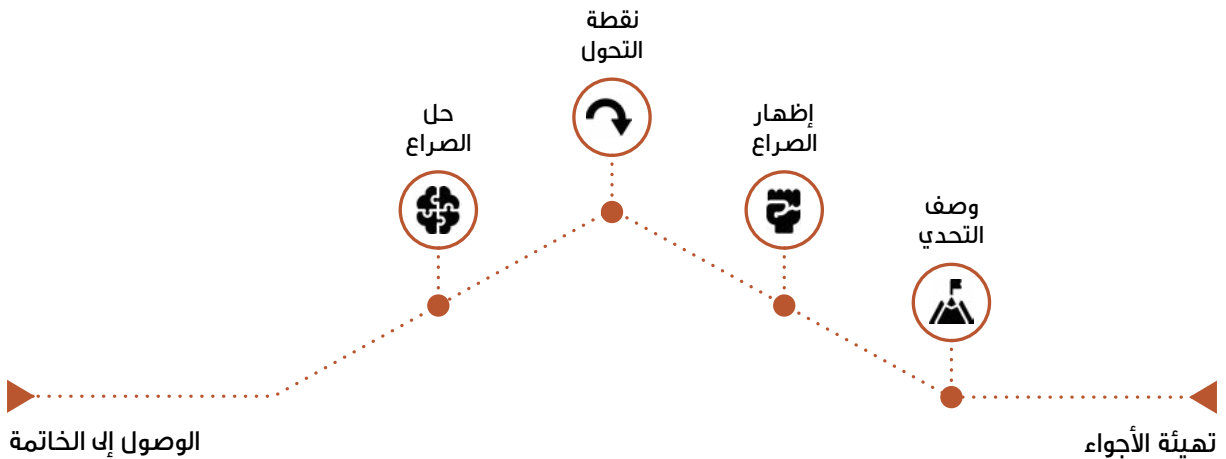 نقطة
التحول
إظهار
الصراع
حل
الصراع
وصف
التحدي
تهيئة الأجواء
الوصول إلى الخاتمة